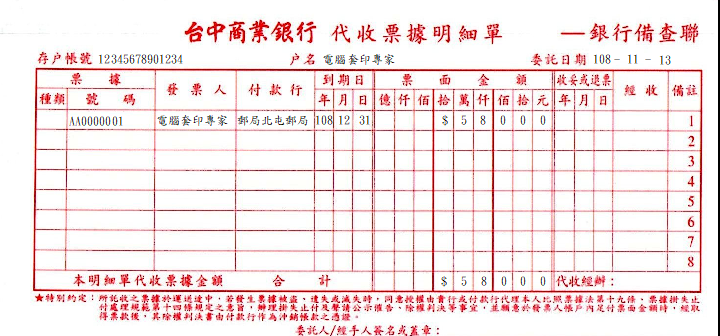 台中商業銀行 代收票據明細單 —銀行備查聯
存戶帳號 12345678901234 戶名 電腦套印專家 委託日期 108-11-13
票據 發票人 付款行 到期日 票面金額 收妥或退票 經收 備註
種類 號碼 年 月 日 億 仟 佰 拾 萬 仟 佰 拾 元 年 月 日
AA0000001 電腦套印專家 郵局北屯郵局 108 12 31 $ 5 8 0 0 0 1
2
3
4
5
6
7
8
本明細單代收票據金額 合計 $ 5 8 0 0 0 代收經辦:
★特別約定:所託收之票據於運送途中,若發生票據被盜、遺失或滅失時,同意授權由貴行或付款行代理本人比照票據法第十九條、票據掛失止
付處理規範第十四條規定之意旨,辦理掛失止付及聲請公示催告、除權判決等事宜,並願意經於發票人帳戶內足付票面金額時,除
得票款後,其除權判決書由付款行作為沖銷帳款之憑證。
委託人/經手人簽名或蓋章: